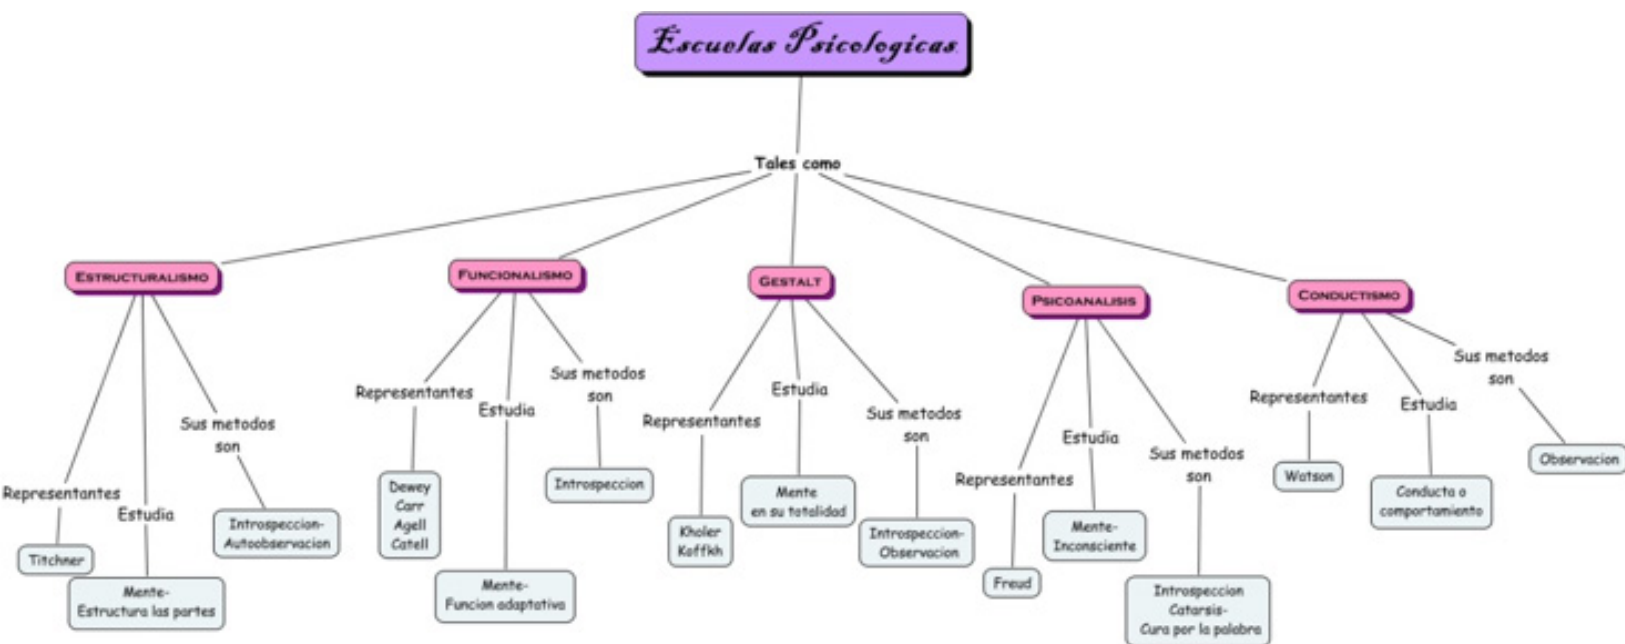 Escuelas Psicologicas.
Tales como
ESTRUCTURALISMO
Representantes
Titchner
Estudia
Mente-
Estructura las partes
Sus metodos
son
Introspeccion-
Autoobservacion
FUNCIONALISMO
Representantes
Dewey
Carr
Agell
Catell
Estudia
Mente-
Funcion adaptativa
Sus metodos
son
Introspeccion
GESTALT
Representantes
Kholer
Koffkh
Estudia
Mente
en su totalidad
Sus metodos
son
Introspeccion-
Observacion
PSICOANALISIS
Representantes
Freud
Estudia
Mente-
Inconsciente
Sus metodos
son
Introspeccion
Catarsis-
Cura por la palabra
CONDUCTISMO
Representantes
Watson
Estudia
Conducta o
comportamiento
Sus metodos
son
Observacion